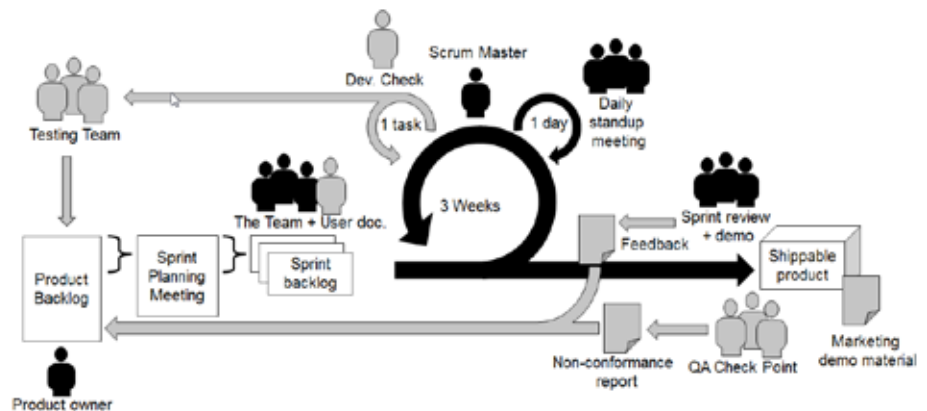 Scrum Master
Dev. Check
Testing Team
1 task
1 day
Daily
standup
meeting
The Team + User doc.
3 Weeks
Sprint review
+ demo
Feedback
Product
Backlog
Sprint
Planning
Meeting
Sprint
backlog
Shippable
product
Non-conformance
report
QA Check Point
Marketing
demo material
Product owner